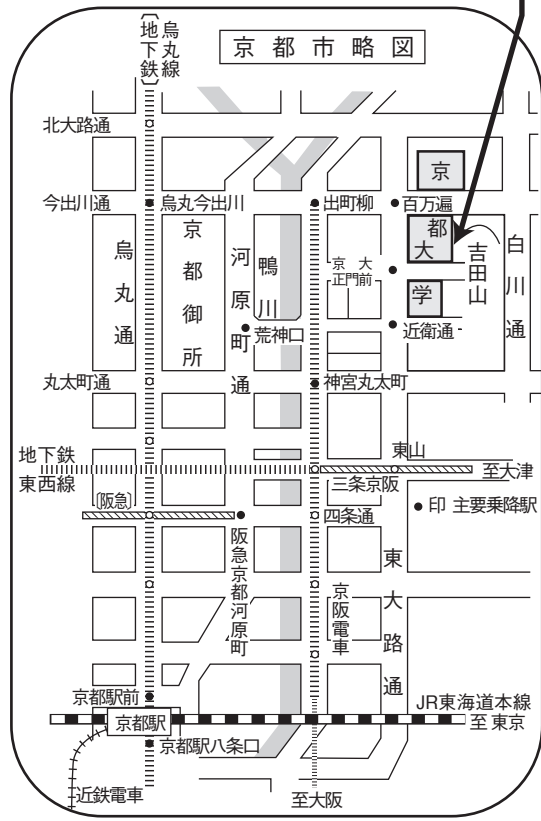 京都市略図
地下鉄
烏丸線
北大路通
今出川通
烏丸今出川
出町柳
百万遍
京
都
大
学
吉田山
白川通
烏丸通
京都御所
河原町通
鴨川
京大
正門前
荒神口
近衛通
丸太町通
神宮丸太町
地下鉄
東西線
東山
至大津
三条京阪
〔阪急〕
四条通
●印 主要乗降駅
阪急京都河原町
京阪電車
東大路通
京都駅前
JR東海道本線
至東京
京都駅
京都駅八条口
近鉄電車
至大阪